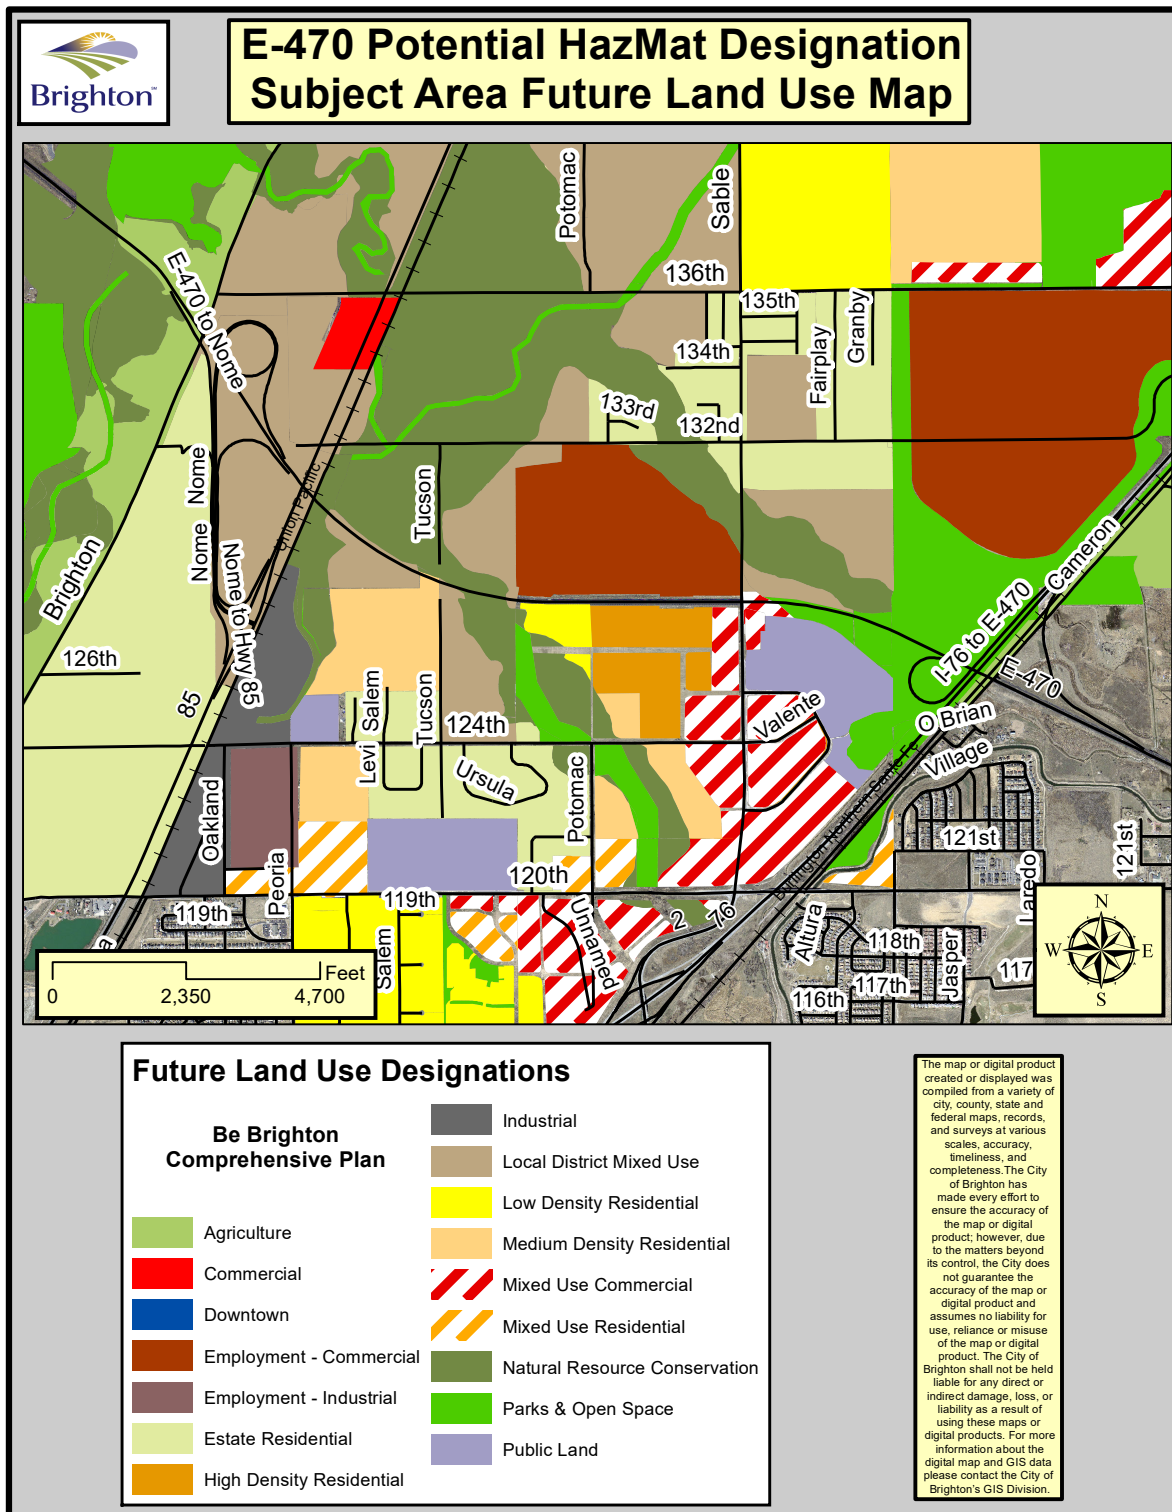 Brighton℠
E-470 Potential HazMat Designation
Subject Area Future Land Use Map
Potomac
Sable
136th
E-470 to Nome
135th
Granby
Fairplay
134th
133rd
132nd
Nome
Nome
Union Pacific
Tucson
Brighton
Nome to Hwy 85
Cameron
I-76 to E-470
E-470
126th
85
Salem
Levi
Tucson
124th
Valente
O Brian
Village
Ursula
Potomac
Oakland
Burlington Northern Sante Fe
121st
121st
Peoria
120th
119th
119th
Unnamed
2
76
Laredo
Altura
118th
Jasper
117
117th
116th
Salem
a
N
W
E
S
Feet
0
2,350
4,700
Future Land Use Designations
Be Brighton
Comprehensive Plan
Agriculture
Commercial
Downtown
Employment - Commercial
Employment - Industrial
Estate Residential
High Density Residential
Industrial
Local District Mixed Use
Low Density Residential
Medium Density Residential
Mixed Use Commercial
Mixed Use Residential
Natural Resource Conservation
Parks & Open Space
Public Land
The map or digital product
created or displayed was
compiled from a variety of
city, county, state and
federal maps, records,
and surveys at various
scales, accuracy,
timeliness, and
completeness.The City
of Brighton has
made every effort to
ensure the accuracy of
the map or digital
product; however, due
to the matters beyond
its control, the City does
not guarantee the
accuracy of the map or
digital product and
assumes no liability for
use, reliance or misuse
of the map or digital
product. The City of
Brighton shall not be held
liable for any direct or
indirect damage, loss, or
liability as a result of
using these maps or
digital products. For more
information about the
digital map and GIS data
please contact the City of
Brighton's GIS Division.